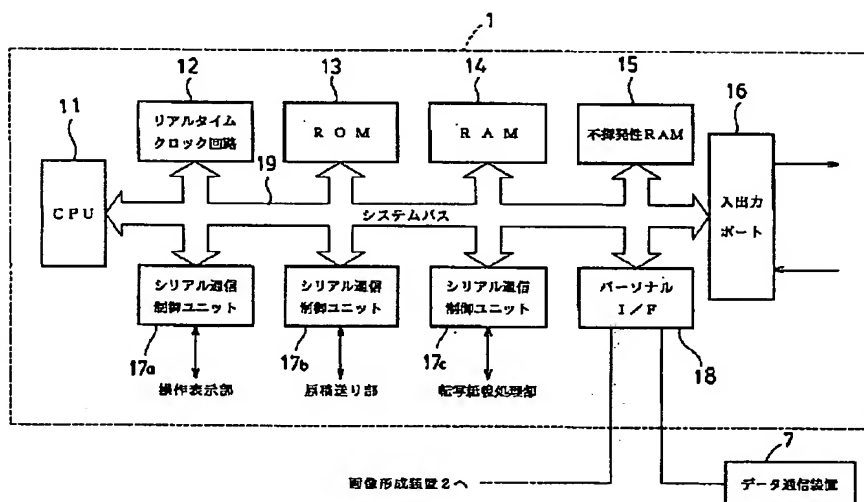 1
12
13
14
15
16
11
リアルタイム
クロック回路
ROM
RAM
不揮発性RAM
19
CPU
システムバス
入出力
ポート
シリアル通信
制御ユニット
シリアル通信
制御ユニット
シリアル通信
制御ユニット
パーソナル
I/F
17a
17b
17c
18
操作表示部
原稿送り部
転写紙後処理部
7
画像形成装置2へ
データ通信装置